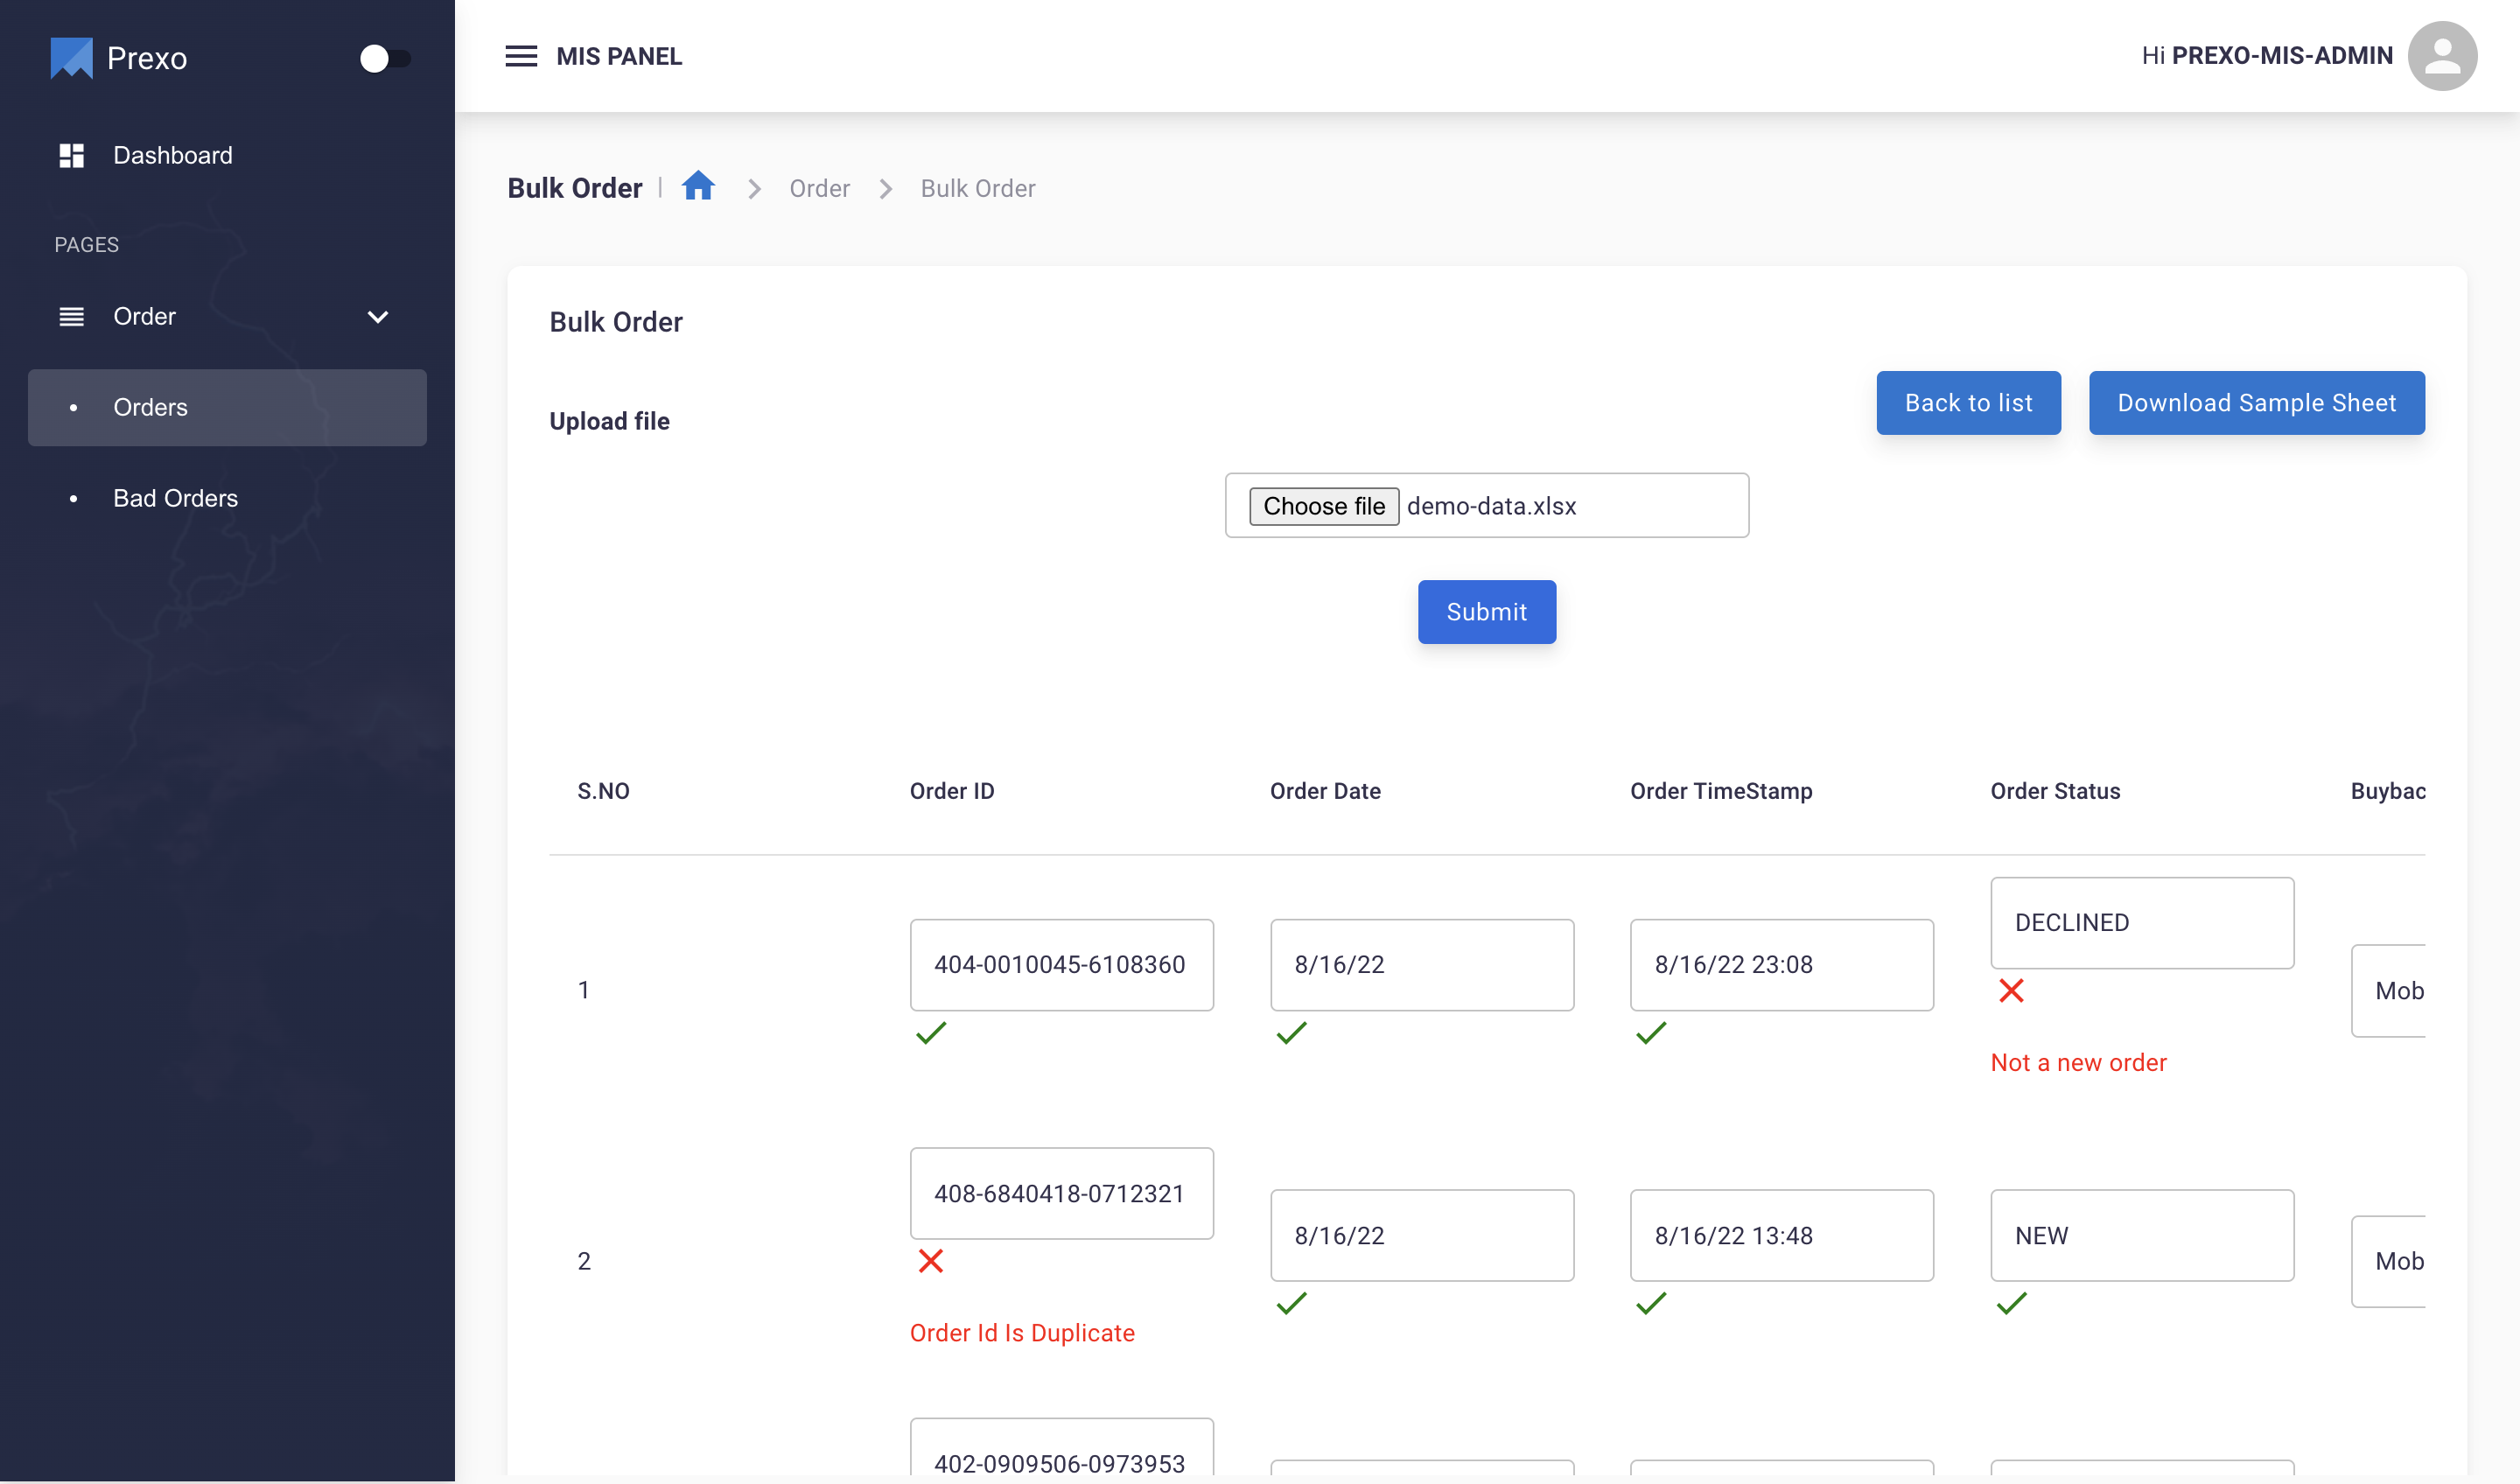 Prexo
MIS PANEL
Hi PREXO-MIS-ADMIN
Dashboard
PAGES
Order
Orders
Bad Orders
Bulk Order | Order Bulk Order
Bulk Order
Upload file
Back to list
Download Sample Sheet
Choose file demo-data.xlsx
Submit
S.NO Order ID Order Date Order TimeStamp Order Status Buybac
1 404-0010045-6108360 8/16/22 8/16/22 23:08 DECLINED Mob
Not a new order
2 408-6840418-0712321 8/16/22 8/16/22 13:48 NEW Mob
Order Id Is Duplicate
402-0909506-0973953